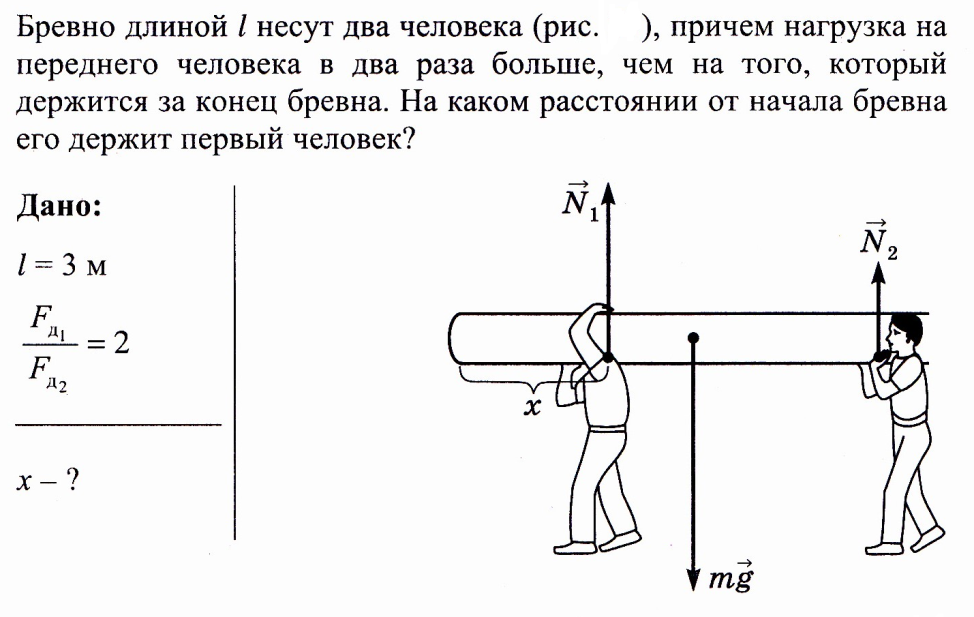 Бревно длиной l несут два человека (рис. ), причем нагрузка на
переднего человека в два раза больше, чем на того, который
держится за конец бревна. На каком расстоянии от начала бревна
его держит первый человек?
Дано:
l = 3 м
F_д₁ / F_д₂ = 2
x – ?
N⃗₁
N⃗₂
x
mg⃗